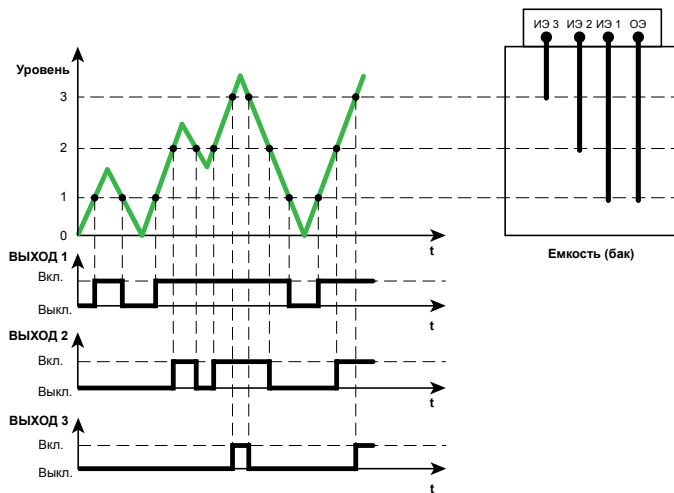 ИЭ 3 ИЭ 2 ИЭ 1 ОЭ
Уровень
3
2
1
0
t
Емкость (бак)
ВЫХОД 1
Вкл.
Выкл.
t
ВЫХОД 2
Вкл.
Выкл.
t
ВЫХОД 3
Вкл.
Выкл.
t